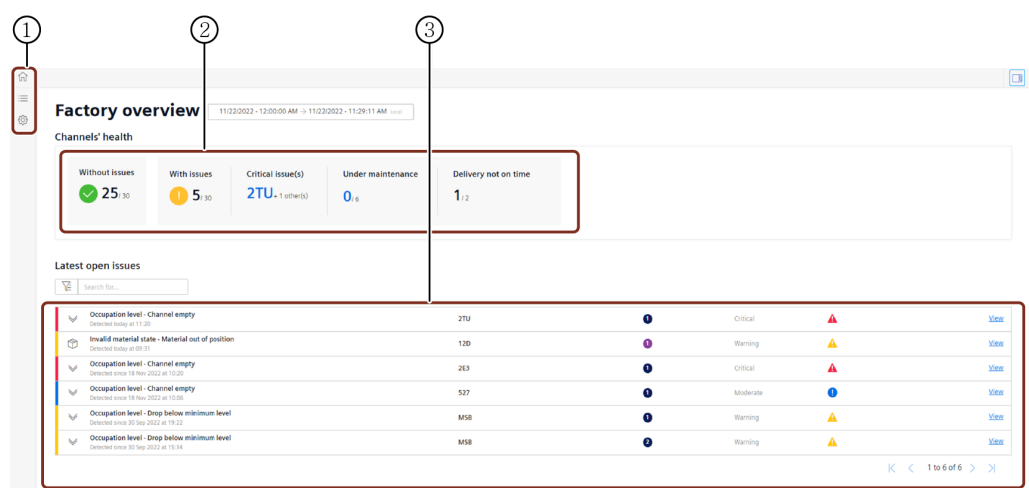 1 2 3
Factory overview 11/22/2022 - 12:00:00 AM → 11/22/2022 - 11:29:11 AM
Channels' health
Without issues With issues Critical issue(s) Under maintenance Delivery not on time
25 / 30 5 / 30 2TU + 1 other(s) 0 / 6 1 / 2
Latest open issues
Search for...
Occupation level - Channel empty 2TU 1 Critical View
Detected today at 11:20
Invalid material state - Material out of position 12D 1 Warning View
Detected today at 09:31
Occupation level - Channel empty 2E3 1 Critical View
Detected since 18 Nov 2022 at 10:20
Occupation level - Channel empty 527 1 Moderate View
Detected since 18 Nov 2022 at 10:06
Occupation level - Drop below minimum level MSB 1 Warning View
Detected since 30 Sep 2022 at 19:22
Occupation level - Drop below minimum level MSB 2 Warning View
Detected since 30 Sep 2022 at 15:34
1 to 6 of 6